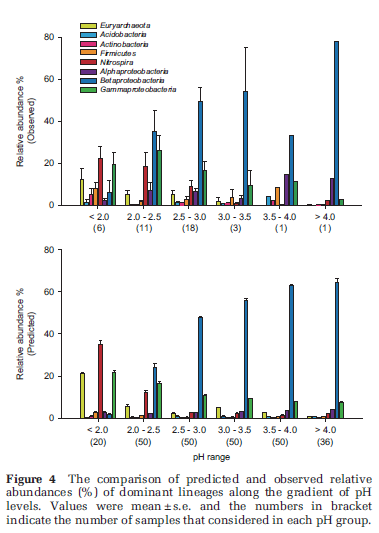 Euryarchaeota
Acidobacteria
Actinobacteria
Firmicutes
Nitrospira
Alphaproteobacteria
Betaproteobacteria
Gammaproteobacteria
80
60
40
20
0
Relative abundance %
(Observed)
< 2.0 2.0 - 2.5 2.5 - 3.0 3.0 - 3.5 3.5 - 4.0 > 4.0
(6) (11) (18) (3) (1) (1)
80
60
40
20
0
Relative abundance %
(Predicted)
< 2.0 2.0 - 2.5 2.5 - 3.0 3.0 - 3.5 3.5 - 4.0 > 4.0
(20) (50) (50) (50) (50) (36)
pH range
Figure 4 The comparison of predicted and observed relative
abundances (%) of dominant lineages along the gradient of pH
levels. Values were mean ± s.e. and the numbers in bracket
indicate the number of samples that considered in each pH group.